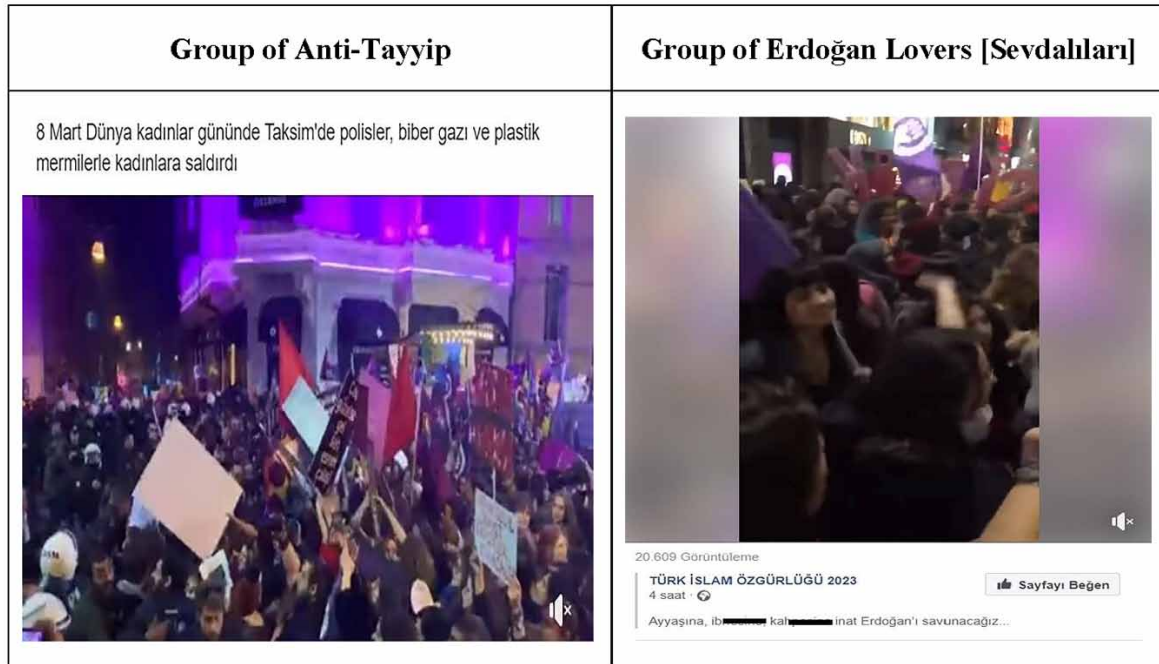 Group of Anti-Tayyip
8 Mart Dünya kadınlar gününde Taksim'de polisler, biber gazı ve plastik
mermilerle kadınlara saldırdı
Group of Erdoğan Lovers [Sevdalıları]
20.609 Görüntüleme
TÜRK İSLAM ÖZGÜRLÜĞÜ 2023
4 saat ·
Sayfayı Beğen
Ayyaşına, inat Erdoğan'ı savunacağız...